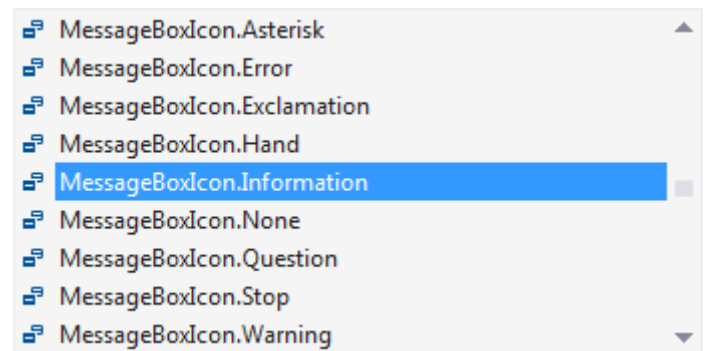 MessageBoxIcon.Asterisk
MessageBoxIcon.Error
MessageBoxIcon.Exclamation
MessageBoxIcon.Hand
MessageBoxIcon.Information
MessageBoxIcon.None
MessageBoxIcon.Question
MessageBoxIcon.Stop
MessageBoxIcon.Warning